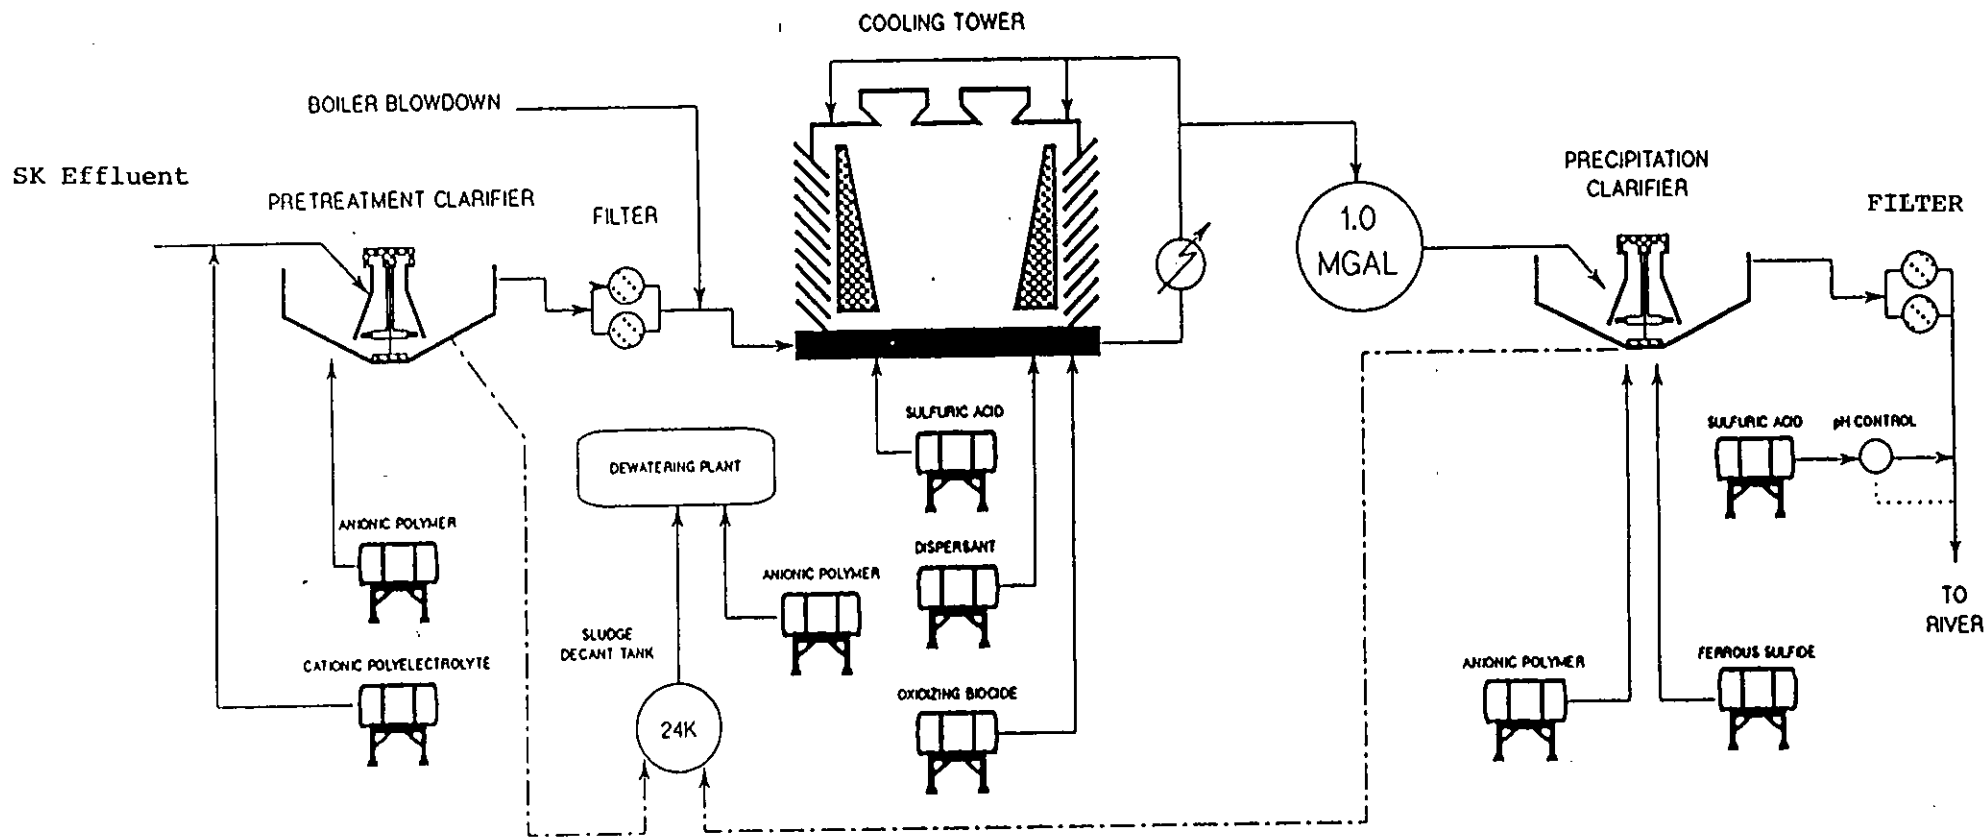 COOLING TOWER
BOILER BLOWDOWN
SK Effluent
PRETREATMENT CLARIFIER
FILTER
1.0
MGAL
PRECIPITATION
CLARIFIER
FILTER
SULFURIC ACID
DEWATERING PLANT
SULFURIC ACID
pH CONTROL
ANIONIC POLYMER
DISPERSANT
ANIONIC POLYMER
TO
RIVER
SLUDGE
DECANT TANK
CATIONIC POLYELECTROLYTE
ANIONIC POLYMER
FERROUS SULFIDE
OXIDIZING BIOCIDE
24K